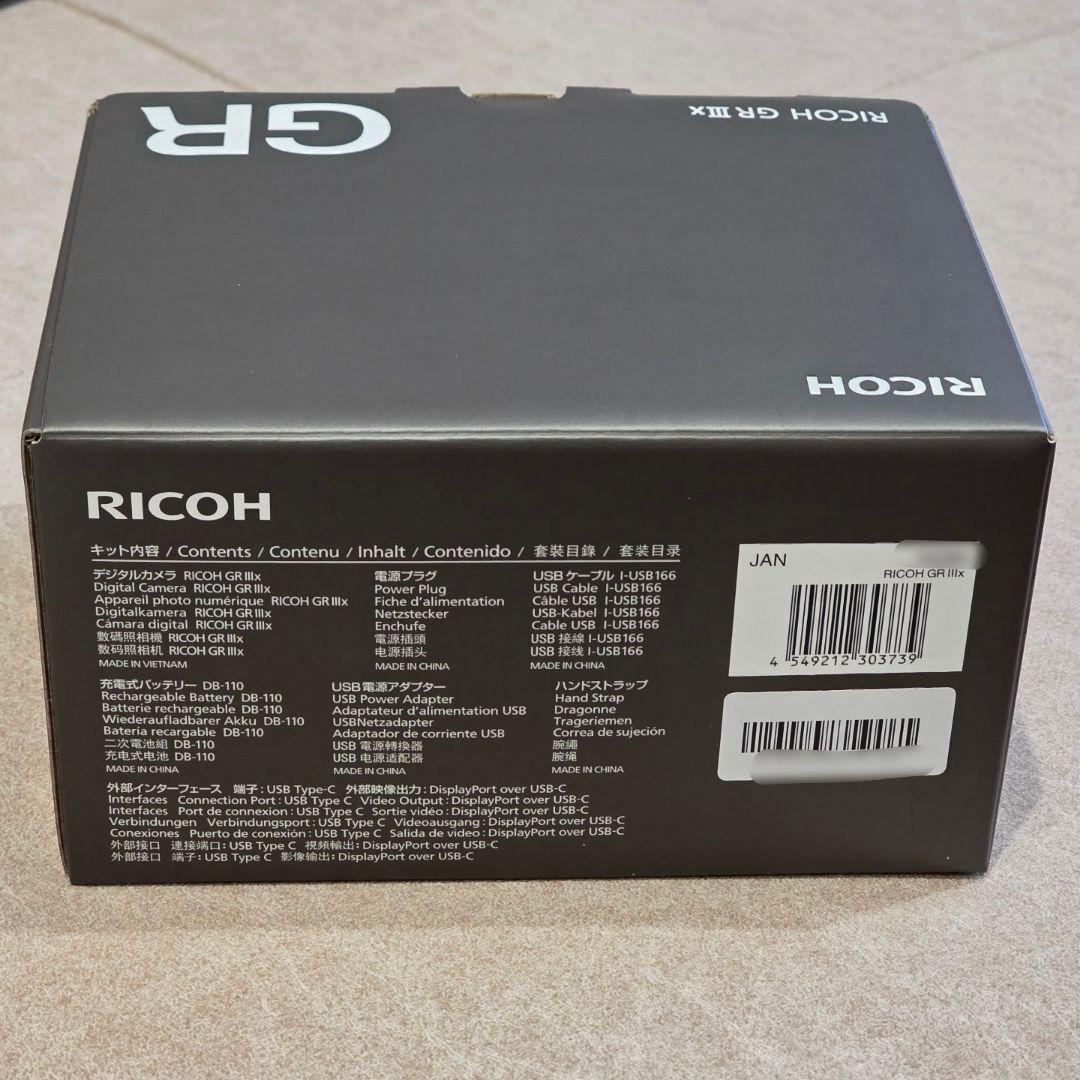 GR
RICOH GR IIIx
RICOH
RICOH
キット内容 / Contents / Contenu / Inhalt / Contenido / 套裝目錄 / 套装目录
デジタルカメラ RICOH GR IIIx
Digital Camera RICOH GR IIIx
Appareil photo numérique RICOH GR IIIx
Digitalkamera RICOH GR IIIx
Cámara digital RICOH GR IIIx
數碼照相機 RICOH GR IIIx
数码照相机 RICOH GR IIIx
MADE IN VIETNAM
電源プラグ
Power Plug
Fiche d'alimentation
Netzstecker
Enchufe
電源插頭
电源插头
MADE IN CHINA
USB ケーブル I-USB166
USB Cable I-USB166
Câble USB I-USB166
USB-Kabel I-USB166
Cable USB I-USB166
USB 接線 I-USB166
USB 接线 I-USB166
MADE IN CHINA
充電式バッテリー DB-110
Rechargeable Battery DB-110
Batterie rechargeable DB-110
Wiederaufladbarer Akku DB-110
Batería recargable DB-110
二次電池組 DB-110
充电式电池 DB-110
MADE IN CHINA
USB電源アダプター
USB Power Adapter
Adaptateur d'alimentation USB
USBNetzadapter
Adaptador de corriente USB
USB 電源轉換器
USB 电源适配器
MADE IN CHINA
ハンドストラップ
Hand Strap
Dragonne
Trageriemen
Correa de sujeción
腕繩
腕绳
MADE IN CHINA
外部インターフェース 端子 : USB Type-C 外部映像出力 : DisplayPort over USB-C
Interfaces Connection Port : USB Type C Video Output : DisplayPort over USB-C
Interfaces Port de connexion : USB Type C Sortie vidéo : DisplayPort over USB-C
Verbindungen Verbindungsport : USB Type C Videoausgang : DisplayPort over USB-C
Conexiones Puerto de conexión : USB Type C Salida de video : DisplayPort over USB-C
外部接口 連接端口 : USB Type C 視頻輸出 : DisplayPort over USB-C
外部接口 端子 : USB Type C 影像输出 : DisplayPort over USB-C
JAN
RICOH GR IIIx
4 549212 303739